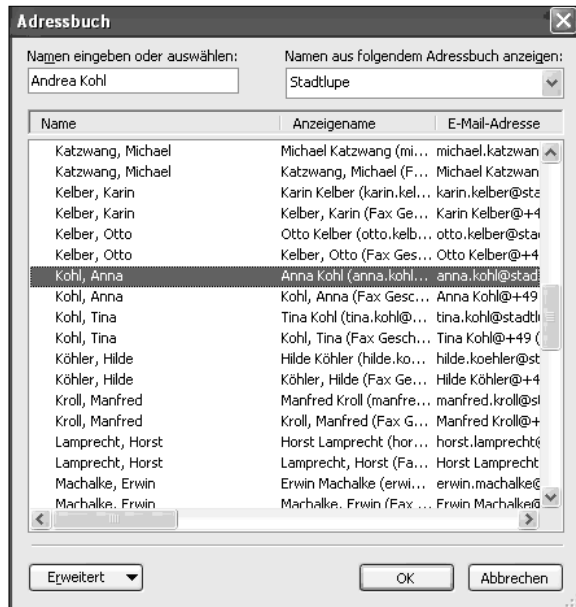 Adressbuch
Namen eingeben oder auswählen: Namen aus folgendem Adressbuch anzeigen:
Andrea Kohl Stadtlupe
Name Anzeigename E-Mail-Adresse
Katzwang, Michael Michael Katzwang (mi... michael.katzwan
Katzwang, Michael Katzwang, Michael (F... Michael Katzwan
Kelber, Karin Karin Kelber (karin.kel... karin.kelber@sta
Kelber, Karin Kelber, Karin (Fax Ge... Karin Kelber@+4
Kelber, Otto Otto Kelber (otto.kelb... otto.kelber@sta
Kelber, Otto Kelber, Otto (Fax Ges... Otto Kelber@+4
Kohl, Anna Anna Kohl (anna.kohl... anna.kohl@stad
Kohl, Anna Kohl, Anna (Fax Gesc... Anna Kohl@+49
Kohl, Tina Tina Kohl (tina.kohl@... tina.kohl@stadtl
Kohl, Tina Kohl, Tina (Fax Gesch... Tina Kohl@+49 (
Köhler, Hilde Hilde Köhler (hilde.ko... hilde.koehler@st
Köhler, Hilde Köhler, Hilde (Fax Ge... Hilde Köhler@+4
Kroll, Manfred Manfred Kroll (manfre... manfred.kroll@s
Kroll, Manfred Kroll, Manfred (Fax G... Manfred Kroll@+
Lamprecht, Horst Horst Lamprecht (hor... horst.lamprecht@
Lamprecht, Horst Lamprecht, Horst (Fa... Horst Lamprecht
Machalke, Erwin Erwin Machalke (erwi... erwin.machalke@
Machalke, Erwin Machalke, Erwin (Fax ... Erwin Machalke@
Erweitert OK Abbrechen